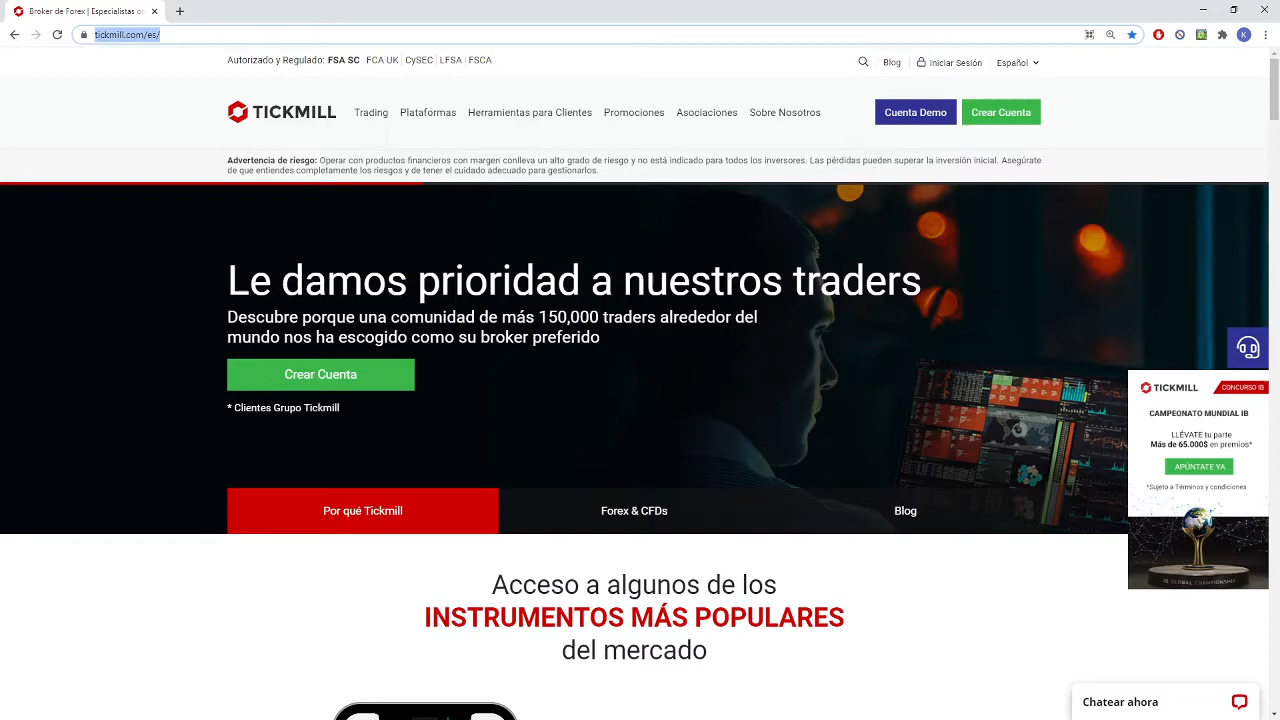 Broker de Forex | Especialistas or
tickmill.com/es/
K
Autorizado y Regulado: FSA SC FCA UK CySEC LFSA FSCA
Blog
Iniciar Sesión
Español
TICKMILL
Trading
Plataformas
Herramientas para Clientes
Promociones
Asociaciones
Sobre Nosotros
Cuenta Demo
Crear Cuenta
Advertencia de riesgo: Operar con productos financieros con margen conlleva un alto grado de riesgo y no está indicado para todos los inversores. Las pérdidas pueden superar la inversión inicial. Asegúrate
de que entiendes completamente los riesgos y de tener el cuidado adecuado para gestionarlos.
Le damos prioridad a nuestros traders
Descubre porque una comunidad de más 150,000 traders alrededor del
mundo nos ha escogido como su broker preferido
Crear Cuenta
* Clientes Grupo Tickmill
TICKMILL
CONCURSO IB
CAMPEONATO MUNDIAL IB
LLÉVATE tu parte
Más de 65.000$ en premios*
APÚNTATE YA
*Sujeto a Términos y condiciones
IB GLOBAL CHAMPIONSHIP
Por qué Tickmill
Forex & CFDs
Blog
Acceso a algunos de los
INSTRUMENTOS MÁS POPULARES
del mercado
Chatear ahora